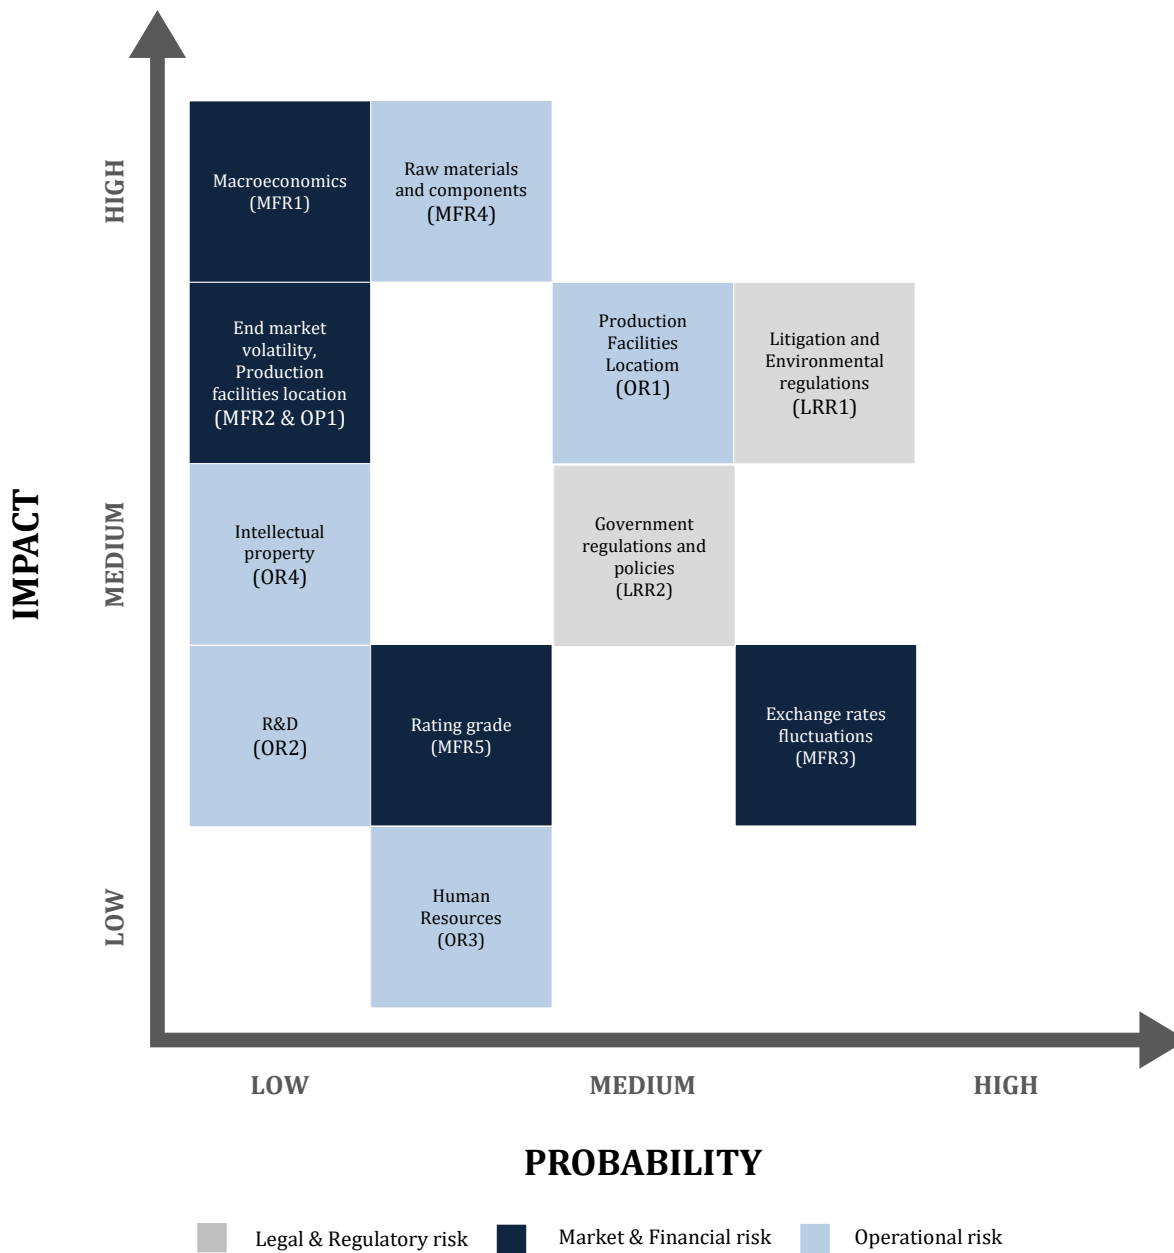 IMPACT
HIGH
MEDIUM
LOW
Macroeconomics
(MFR1)
Raw materials
and components
(MFR4)
End market
volatility,
Production
facilities location
(MFR2 & OP1)
Production
Facilities
Locatiom
(OR1)
Litigation and
Environmental
regulations
(LRR1)
Intellectual
property
(OR4)
Government
regulations and
policies
(LRR2)
R&D
(OR2)
Rating grade
(MFR5)
Exchange rates
fluctuations
(MFR3)
Human
Resources
(OR3)
LOW
MEDIUM
HIGH
PROBABILITY
Legal & Regulatory risk
Market & Financial risk
Operational risk